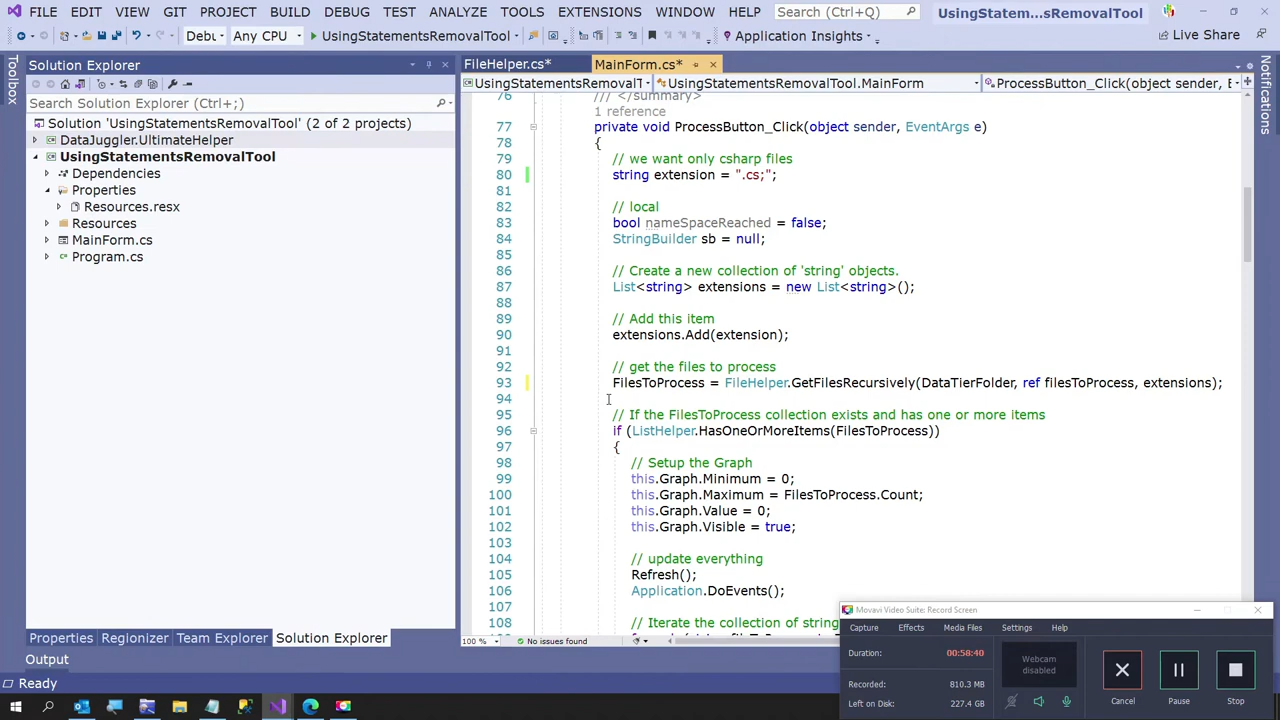 FILE EDIT VIEW GIT PROJECT BUILD DEBUG TEST ANALYZE TOOLS EXTENSIONS WINDOW HELP Search (Ctrl+Q) UsingStatem...sRemovalTool
Debu Any CPU UsingStatementsRemovalTool Application Insights Live Share
Toolbox
Solution Explorer
Search Solution Explorer (Ctrl+;)
Solution 'UsingStatementsRemovalTool' (2 of 2 projects)
DataJuggler.UltimateHelper
UsingStatementsRemovalTool
Dependencies
Properties
Resources.resx
Resources
MainForm.cs
Program.cs
FileHelper.cs* MainForm.cs*
UsingStatementsRemovalT UsingStatementsRemovalTool.MainForm ProcessButton_Click(object sender, E
76 /// </summary>
1 reference
77 private void ProcessButton_Click(object sender, EventArgs e)
78 {
79 // we want only csharp files
80 string extension = ".cs;";
81
82 // local
83 bool nameSpaceReached = false;
84 StringBuilder sb = null;
85
86 // Create a new collection of 'string' objects.
87 List<string> extensions = new List<string>();
88
89 // Add this item
90 extensions.Add(extension);
91
92 // get the files to process
93 FilesToProcess = FileHelper.GetFilesRecursively(DataTierFolder, ref filesToProcess, extensions);
94
95 // If the FilesToProcess collection exists and has one or more items
96 if (ListHelper.HasOneOrMoreItems(FilesToProcess))
97 {
98 // Setup the Graph
99 this.Graph.Minimum = 0;
100 this.Graph.Maximum = FilesToProcess.Count;
101 this.Graph.Value = 0;
102 this.Graph.Visible = true;
103
104 // update everything
105 Refresh();
106 Application.DoEvents();
107
108 // Iterate the collection of string
100 % No issues found
Notifications
Properties Regionizer Team Explorer Solution Explorer
Output
Ready
Movavi Video Suite: Record Screen
Capture Effects Media Files Settings Help
Duration: 00:58:40
Recorded: 810.3 MB
Left on Disk: 227.4 GB
Webcam
disabled
Cancel Pause Stop